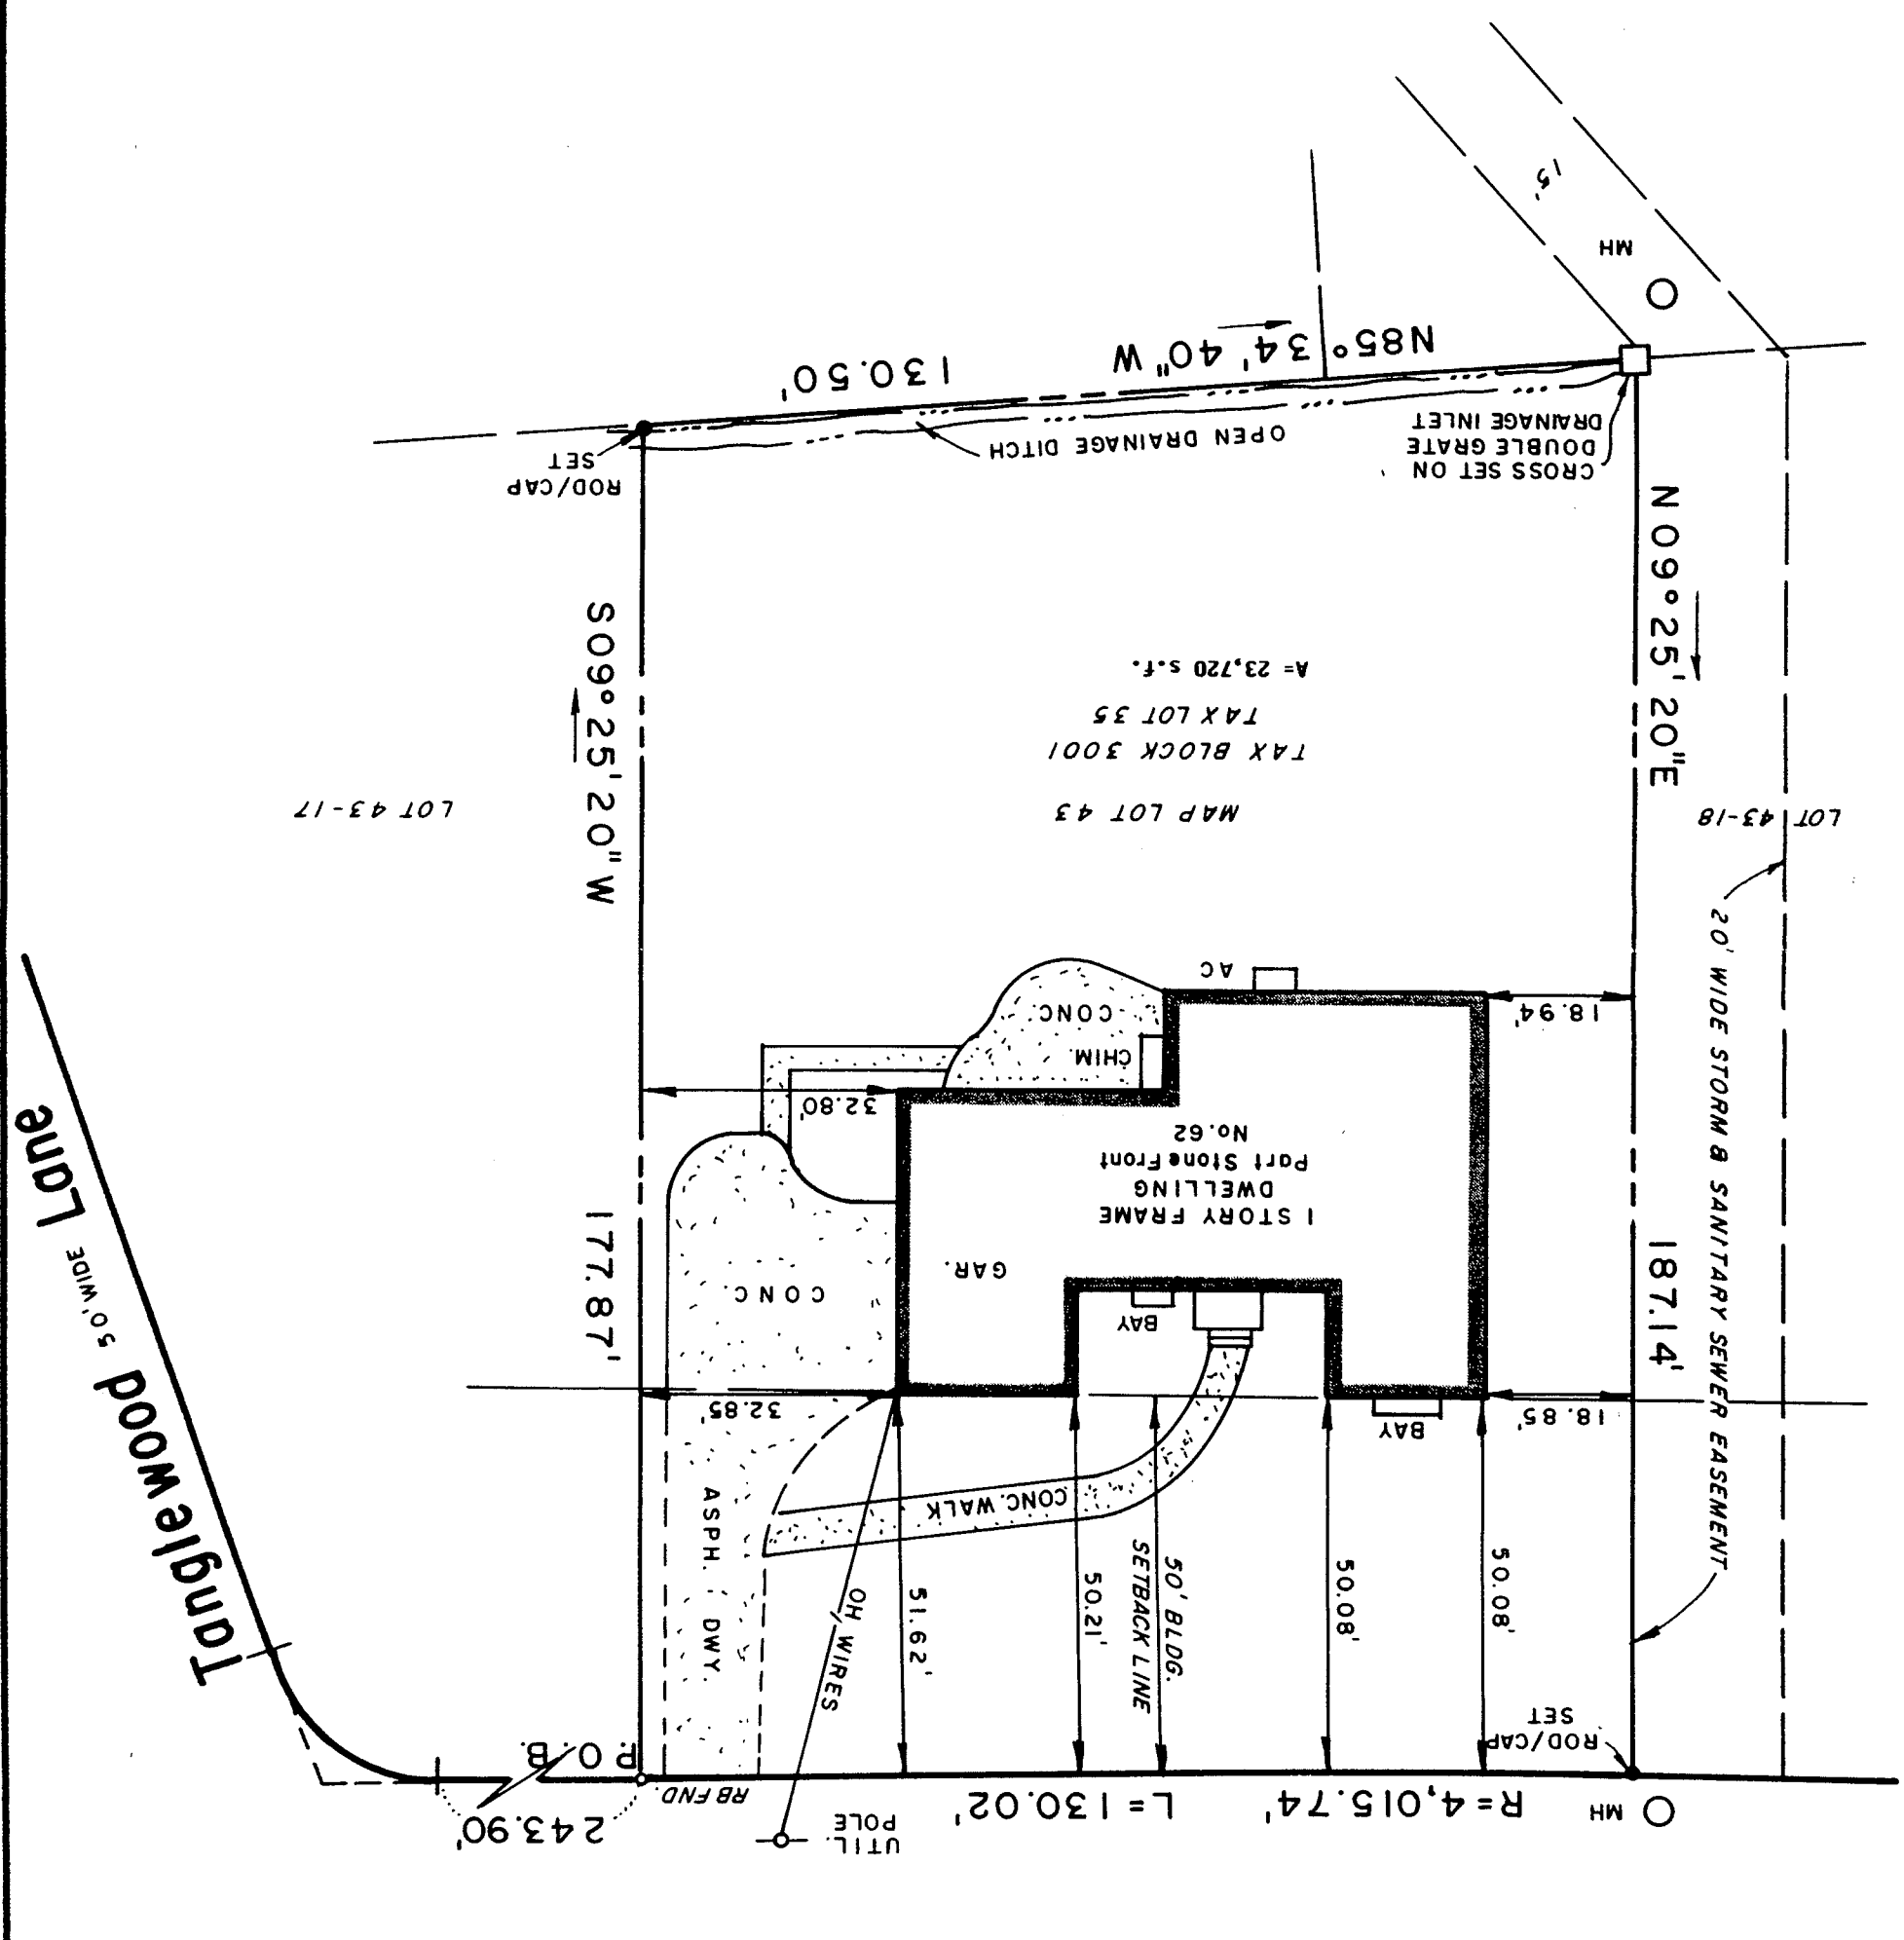 MH
R=4,015.74'
L=130.02'
UTIL.
POLE
243.90'
RB FND.
P.O.B.
ROD/CAP
SET
50.08'
50.08'
50' BLDG.
SETBACK LINE
50.21'
51.62'
OH WIRES
ASPH. DWY.
Tanglewood 50' WIDE Lane
CONC. WALK
18.85'
BAY
32.85'
BAY
GAR.
CONC.
187.14'
177.87'
1 STORY FRAME
DWELLING
Part Stone Front
No.62
32.80'
CHIM.
CONC.
18.94'
AC
20' WIDE STORM & SANITARY SEWER EASEMENT
LOT 43-18
MAP LOT 43
LOT 43-17
TAX BLOCK 3001
TAX LOT 35
A= 23,720 s.f.
N09°25'20"E
S09°25'20"W
CROSS SET ON
DOUBLE GRATE
DRAINAGE INLET
OPEN DRAINAGE DITCH
ROD/CAP
SET
N85°34'40"W
130.50'
MH
15'